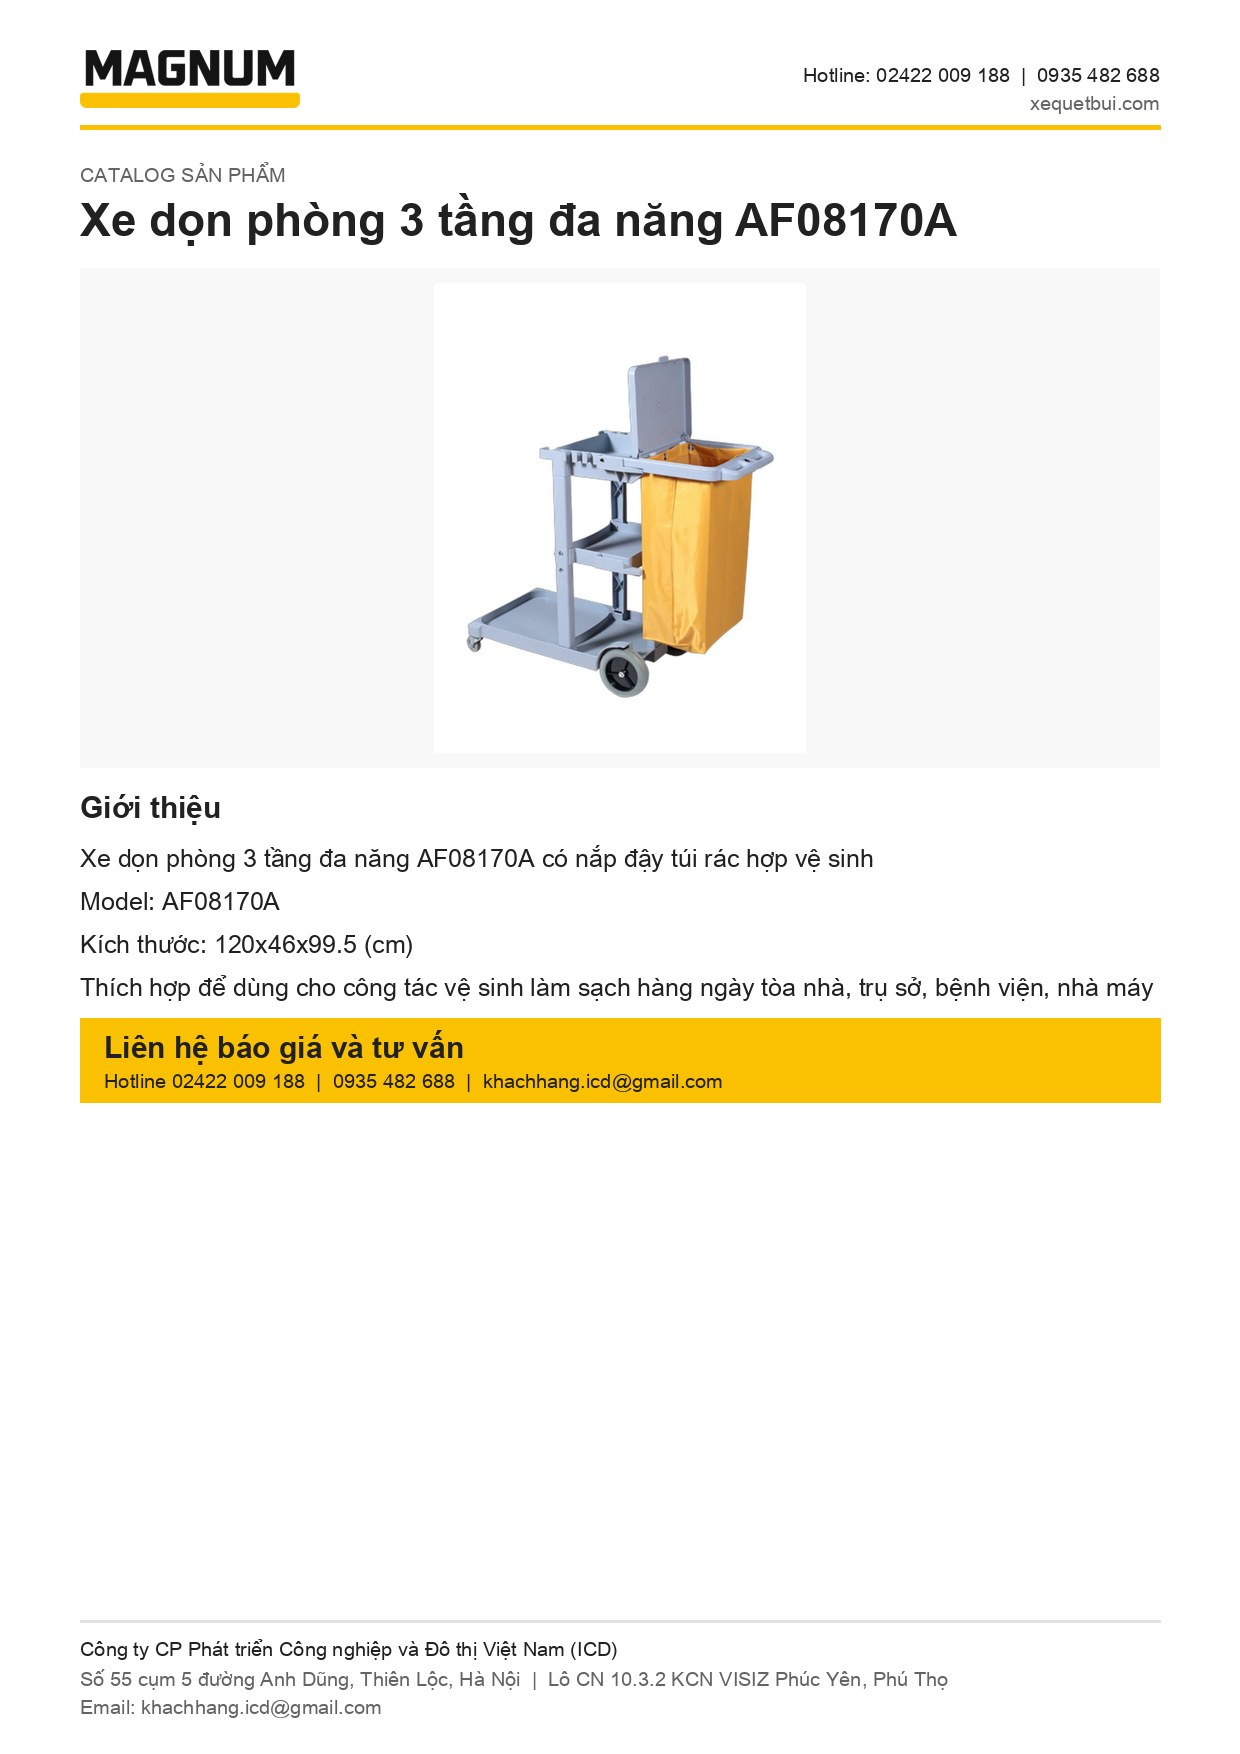 MAGNUM
Hotline: 02422 009 188 | 0935 482 688
xequetbui.com
CATALOG SẢN PHẨM
Xe dọn phòng 3 tầng đa năng AF08170A
Giới thiệu
Xe dọn phòng 3 tầng đa năng AF08170A có nắp đậy túi rác hợp vệ sinh
Model: AF08170A
Kích thước: 120x46x99.5 (cm)
Thích hợp để dùng cho công tác vệ sinh làm sạch hàng ngày tòa nhà, trụ sở, bệnh viện, nhà máy
Liên hệ báo giá và tư vấn
Hotline 02422 009 188 | 0935 482 688 | khachhang.icd@gmail.com
Công ty CP Phát triển Công nghiệp và Đô thị Việt Nam (ICD)
Số 55 cụm 5 đường Anh Dũng, Thiên Lộc, Hà Nội | Lô CN 10.3.2 KCN VISIZ Phúc Yên, Phú Thọ
Email: khachhang.icd@gmail.com